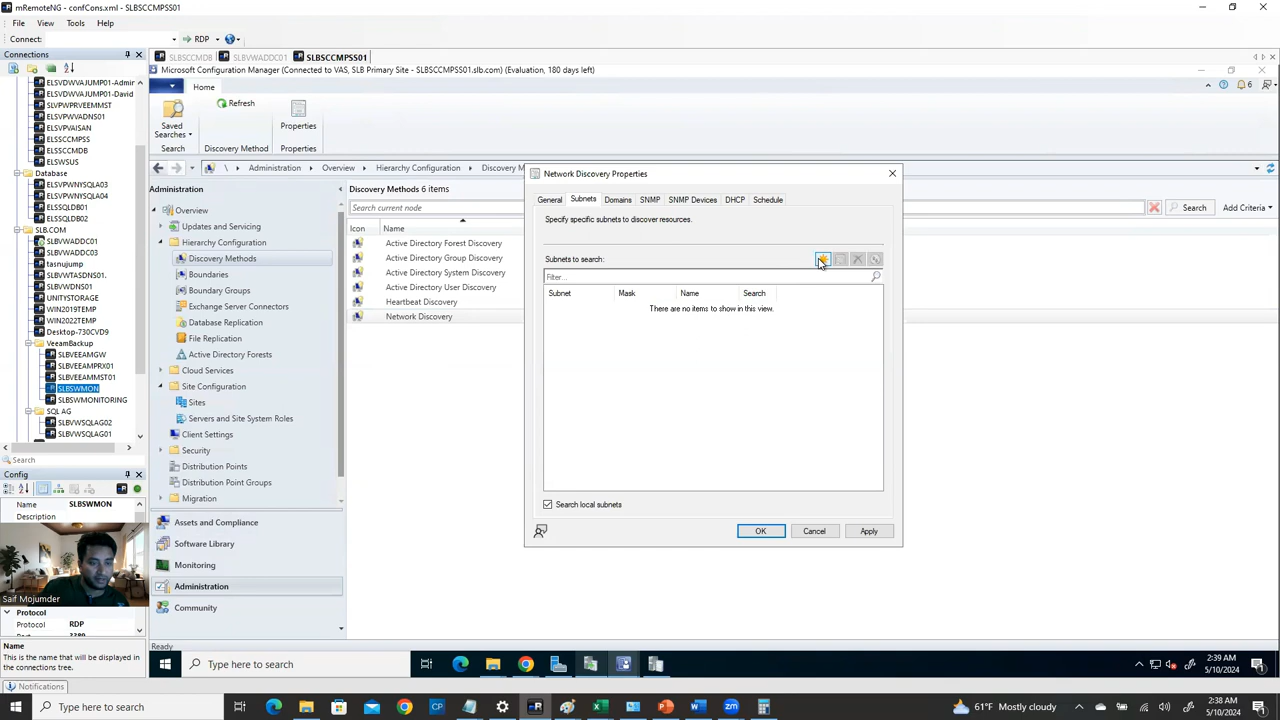 mRemoteNG - confCons.xml - SLBSCCMPSS01
File View Tools Help
Connect: RDP
Connections
ELSVDWVAJUMP01-Admir
ELSVDWVAJUMP01-David
SLVPWPRVEEMMST
ELSVPWVADNS01
ELSVPVAISAN
ELSSCCMPSS
ELSSCCMDB
ELSWSUS
Database
ELSVPWNYSQLA03
ELSVPWNYSQLA04
ELSSQLDB01
ELSSQLDB02
SLB.COM
SLBVWADDC01
SLBVWADDC03
tasnujump
SLBVWTASDNS01.
SLBVWDNS01
UNITYSTORAGE
WIN2019TEMP
WIN2022TEMP
Desktop-730CVD9
VeeamBackup
SLBVEEAMGW
SLBVEEAMPRX01
SLBVEEAMMST01
SLBSWMON
SLBSWMONITORING
SQL AG
SLBVWSQLAG02
SLBVWSQLAG01
Search
Config
Name SLBSWMON
Description
Saif Mojumder
Protocol
Protocol RDP
Port 3389
Name
This is the name that will be displayed in
the connections tree.
Notifications
SLBSCCMDB SLBVWADDC01 SLBSCCMPSS01
Microsoft Configuration Manager (Connected to VAS, SLB Primary Site - SLBSCCMPSS01.slb.com) (Evaluation, 180 days left)
Home
6
Saved
Searches
Refresh
Properties
Search Discovery Method Properties
\ Administration Overview Hierarchy Configuration Discovery M
Administration
Overview
Updates and Servicing
Hierarchy Configuration
Discovery Methods
Boundaries
Boundary Groups
Exchange Server Connectors
Database Replication
File Replication
Active Directory Forests
Cloud Services
Site Configuration
Sites
Servers and Site System Roles
Client Settings
Security
Distribution Points
Distribution Point Groups
Migration
Assets and Compliance
Software Library
Monitoring
Administration
Community
Ready
Discovery Methods 6 items
Search current node
Search Add Criteria
Icon Name
Active Directory Forest Discovery
Active Directory Group Discovery
Active Directory System Discovery
Active Directory User Discovery
Heartbeat Discovery
Network Discovery
Network Discovery Properties
General Subnets Domains SNMP SNMP Devices DHCP Schedule
Specify specific subnets to discover resources.
Subnets to search:
Filter...
Subnet Mask Name Search
There are no items to show in this view.
Search local subnets
OK Cancel Apply
Type here to search
2:39 AM
5/10/2024
Type here to search
61°F Mostly cloudy
2:38 AM
5/10/2024